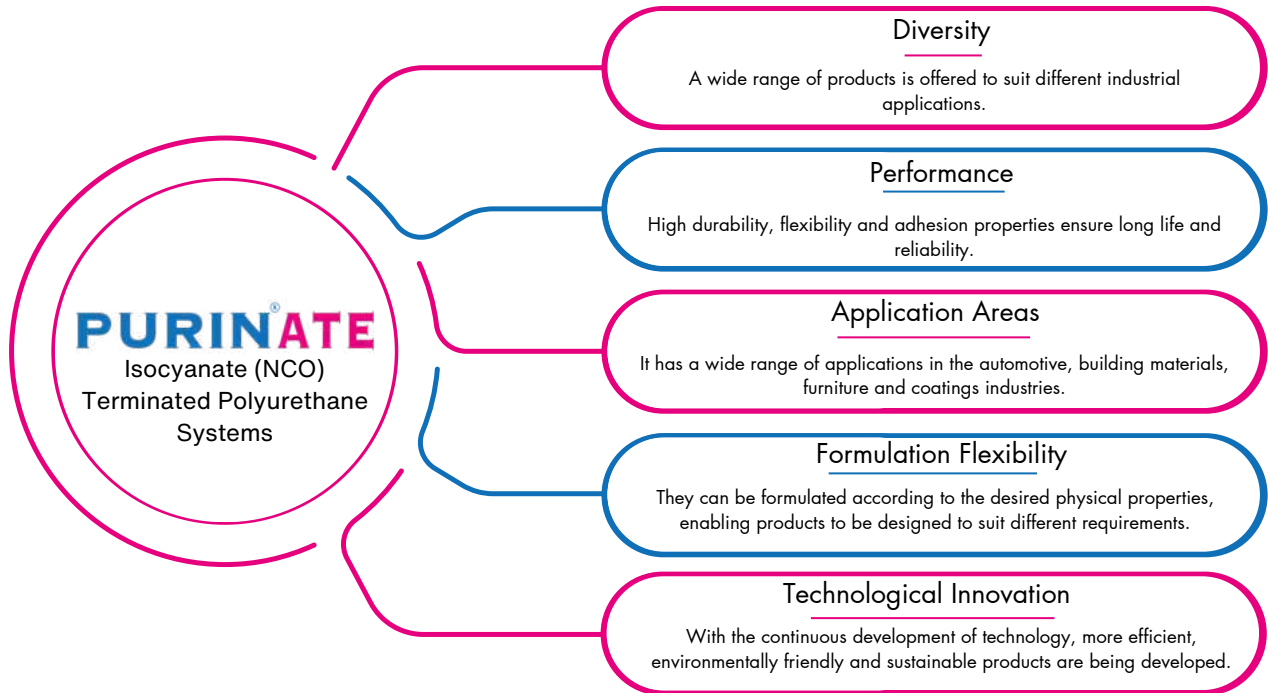 PURINATE®
Isocyanate (NCO)
Terminated Polyurethane
Systems
Diversity
A wide range of products is offered to suit different industrial
applications.
Performance
High durability, flexibility and adhesion properties ensure long life and
reliability.
Application Areas
It has a wide range of applications in the automotive, building materials,
furniture and coatings industries.
Formulation Flexibility
They can be formulated according to the desired physical properties,
enabling products to be designed to suit different requirements.
Technological Innovation
With the continuous development of technology, more efficient,
environmentally friendly and sustainable products are being developed.